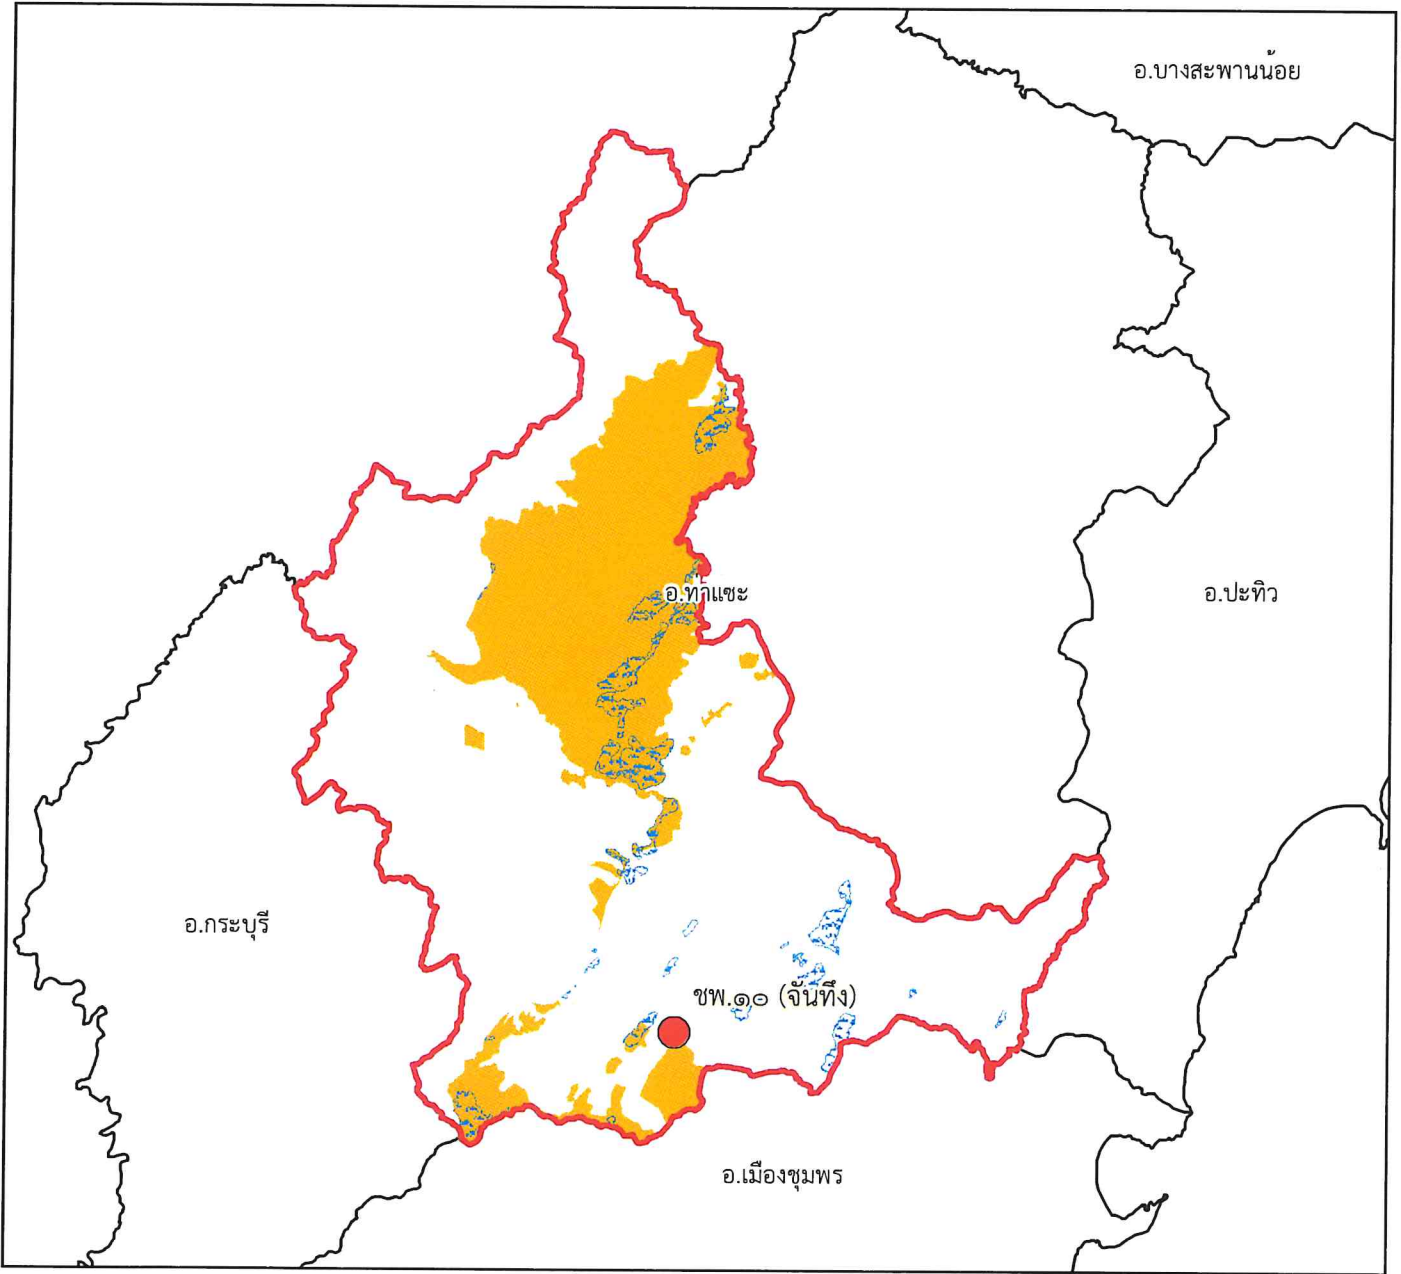 อ.บางสะพานน้อย
อ.ท่าแซะ
อ.ปะทิว
อ.กระบุรี
ชพ.๑๐ (จันทึง)
อ.เมืองชุมพร